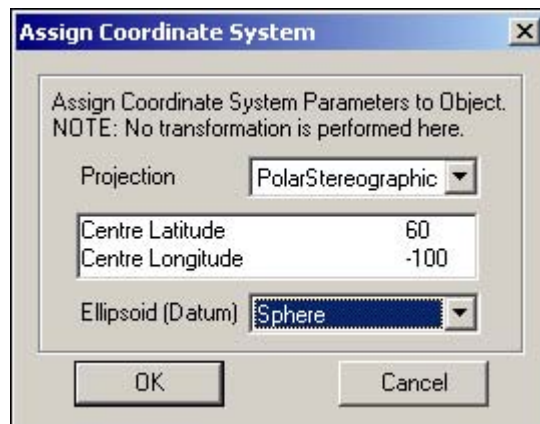 Assign Coordinate System
Assign Coordinate System Parameters to Object.
NOTE: No transformation is performed here.
Projection PolarStereographic
Centre Latitude 60
Centre Longitude -100
Ellipsoid (Datum) Sphere
OK Cancel